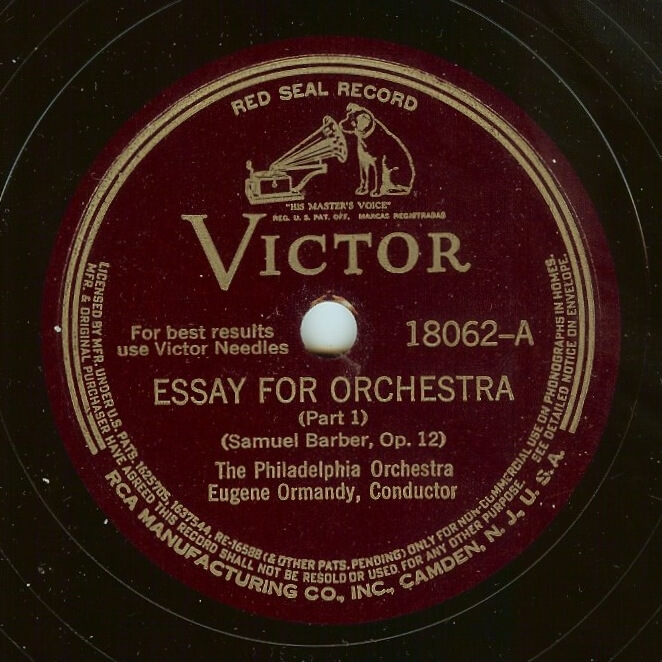 RED SEAL RECORD
"HIS MASTER'S VOICE"
REG. U.S. PAT. OFF. MARCAS REGISTRADAS
VICTOR
For best results
use Victor Needles
18062-A
ESSAY FOR ORCHESTRA
(Part 1)
(Samuel Barber, Op. 12)
The Philadelphia Orchestra
Eugene Ormandy, Conductor
LICENSED BY MFR. UNDER U.S. PATS. 1625705, 1637544, RE-16588 (& OTHER PATS. PENDING) ONLY FOR NON-COMMERCIAL USE ON PHONOGRAPHS IN HOMES.
MFR. & ORIGINAL PURCHASER HAVE AGREED THIS RECORD SHALL NOT BE RESOLD OR USED FOR ANY OTHER PURPOSE. SEE DETAILED NOTICE ON ENVELOPE.
RCA MANUFACTURING CO., INC., CAMDEN, N. J., U. S. A.